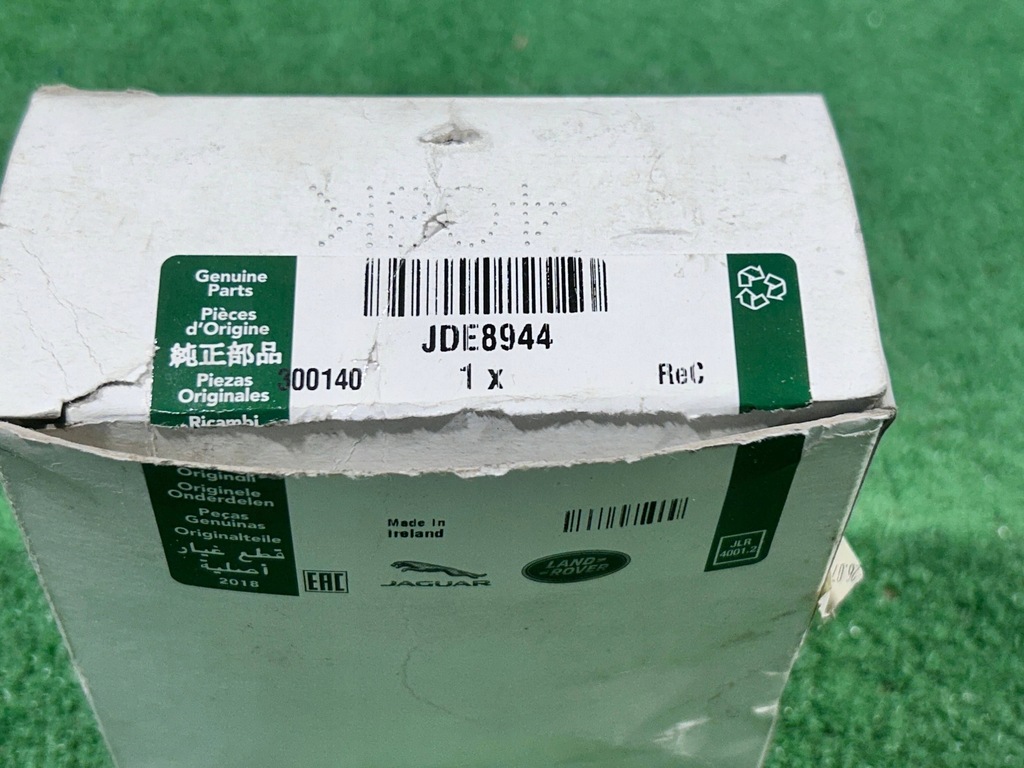 Genuine
Parts
Pièces
d'Origine
純正部品
Piezas
Originales
Ricambi
Originali
Originele
Onderdelen
Peças
Genuinas
Originalteile
قطع غيار
أصلية
2018
JDE8944
300140
1 x
ReC
Made in
Ireland
EAC
JAGUAR
LAND-
-ROVER
JLR
4001.2